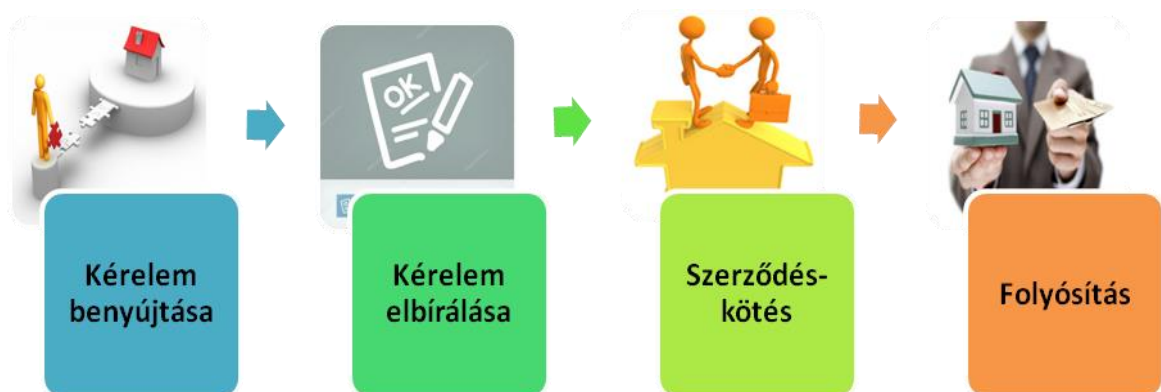 OK
Kérelem
benyújtása
Kérelem
elbírálása
Szerződés-
kötés
Folyósítás